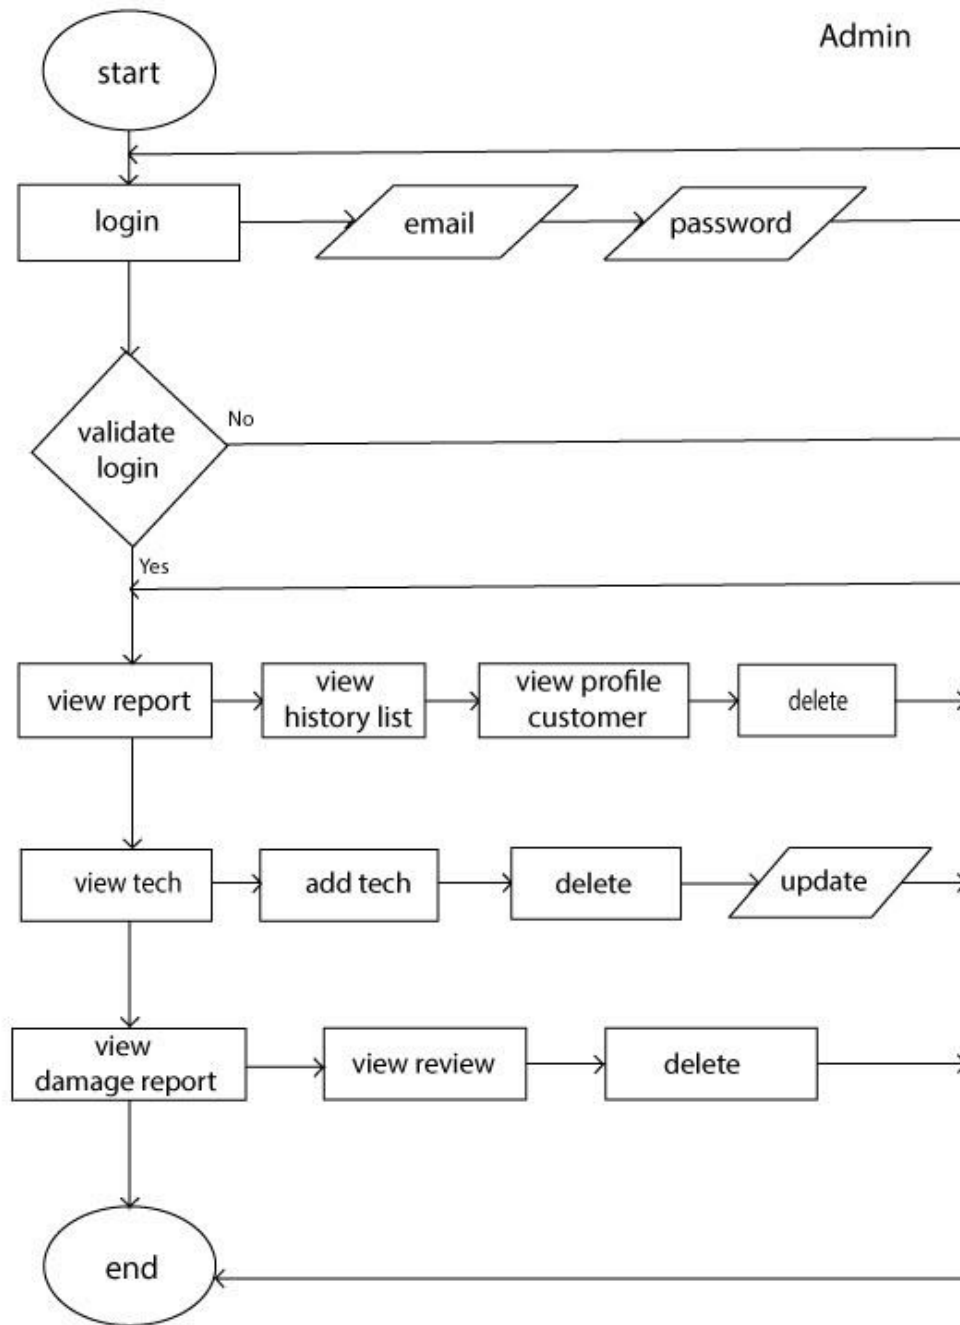 Admin
start
login
email
password
validate
login
No
Yes
view report
view
history list
view profile
customer
delete
view tech
add tech
delete
update
view
damage report
view review
delete
end